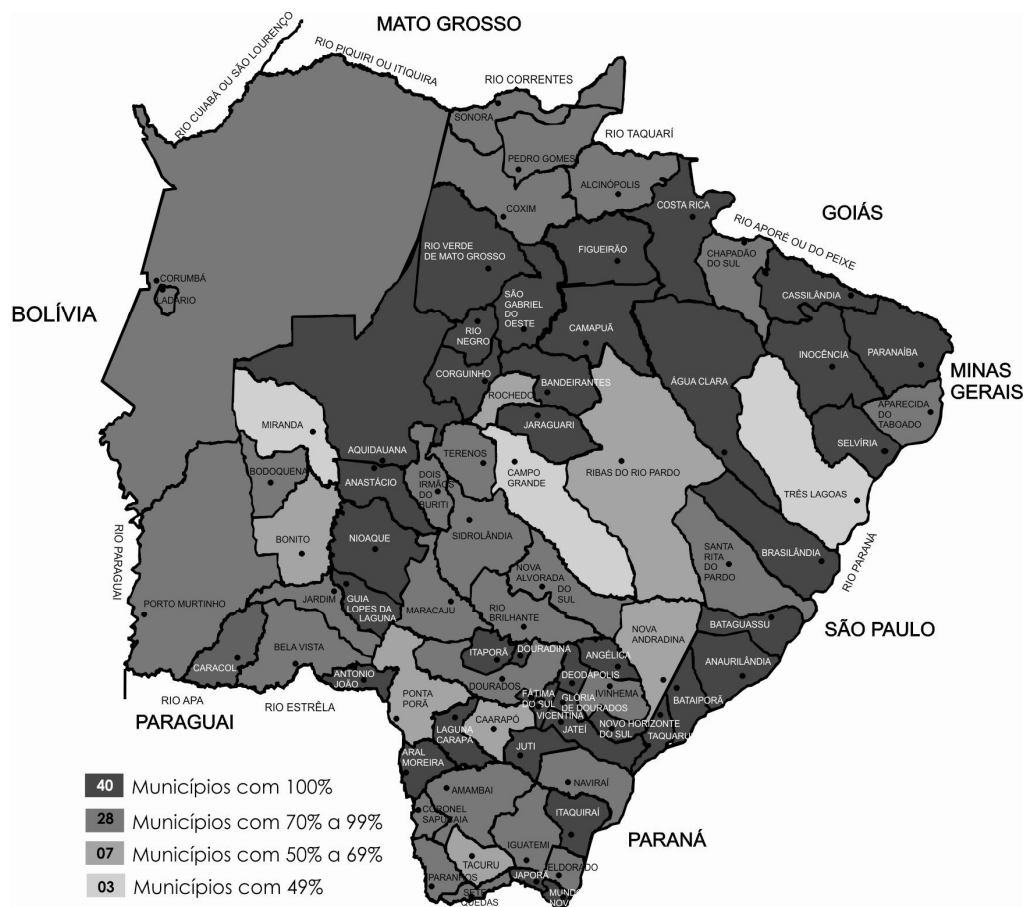 MATO GROSSO
RIO CUIABÁ OU SÃO LOURENÇO
RIO PIQUIRI OU ITIQUIRA
RIO CORRENTES
SONORA
RIO TAQUARÍ
PEDRO GOMES
ALCINÓPOLIS
COXIM
COSTA RICA
GOIÁS
RIO APORÉ OU DO PEIXE
RIO VERDE
DE MATO GROSSO
FIGUEIRÃO
CHAPADÃO
DO SUL
CORUMBÁ
LADÁRIO
BOLÍVIA
SÃO
GABRIEL
DO
OESTE
CASSILÂNDIA
RIO
NEGRO
CAMAPUÃ
INOCÊNCIA
PARANAÍBA
MINAS
GERAIS
CORGUINHO
BANDEIRANTES
ÁGUA CLARA
ROCHEDO
APARECIDA
DO
TABOADO
JARAGUARI
MIRANDA
SELVÍRIA
AQUIDAUANA
TERENOS
CAMPO
GRANDE
RIBAS DO RIO PARDO
BODOQUENA
ANASTÁCIO
DOIS
IRMÃOS
DO
BURITI
TRÊS LAGOAS
BONITO
NIOAQUE
SIDROLÂNDIA
RIO PARAGUAI
RIO PARANÁ
BRASILÂNDIA
SANTA
RITA
DO PARDO
NOVA
ALVORADA
DO
SUL
JARDIM
GUIA
LOPES DA
LAGUNA
MARACAJU
RIO
BRILHANTE
PORTO MURTINHO
BATAGUASSU
SÃO PAULO
NOVA
ANDRADINA
BELA VISTA
CARACOL
ITAPORÃ
DOURADINA
ANGÉLICA
ANAURILÂNDIA
ANTONIO
JOÃO
DEODÁPOLIS
DOURADOS
IVINHEMA
BATAIPORÃ
RIO APA
RIO ESTRÊLA
PARAGUAI
PONTA
PORÃ
FÁTIMA
DO SUL
GLÓRIA
DE DOURADOS
VICENTINA
CAARAPÓ
LAGUNA
CARAPÃ
JATEÍ
NOVO HORIZONTE
DO SUL
JUTI
ARAL
MOREIRA
NAVIRAÍ
AMAMBAI
CORONEL
SAPUCAIA
ITAQUIRAÍ
PARANÁ
IGUATEMI
TACURU
PARANHOS
JAPORÃ
SETE
QUEDAS
MUNDO
NOVO
40 Municípios com 100%
28 Municípios com 70% a 99%
07 Municípios com 50% a 69%
03 Municípios com 49%